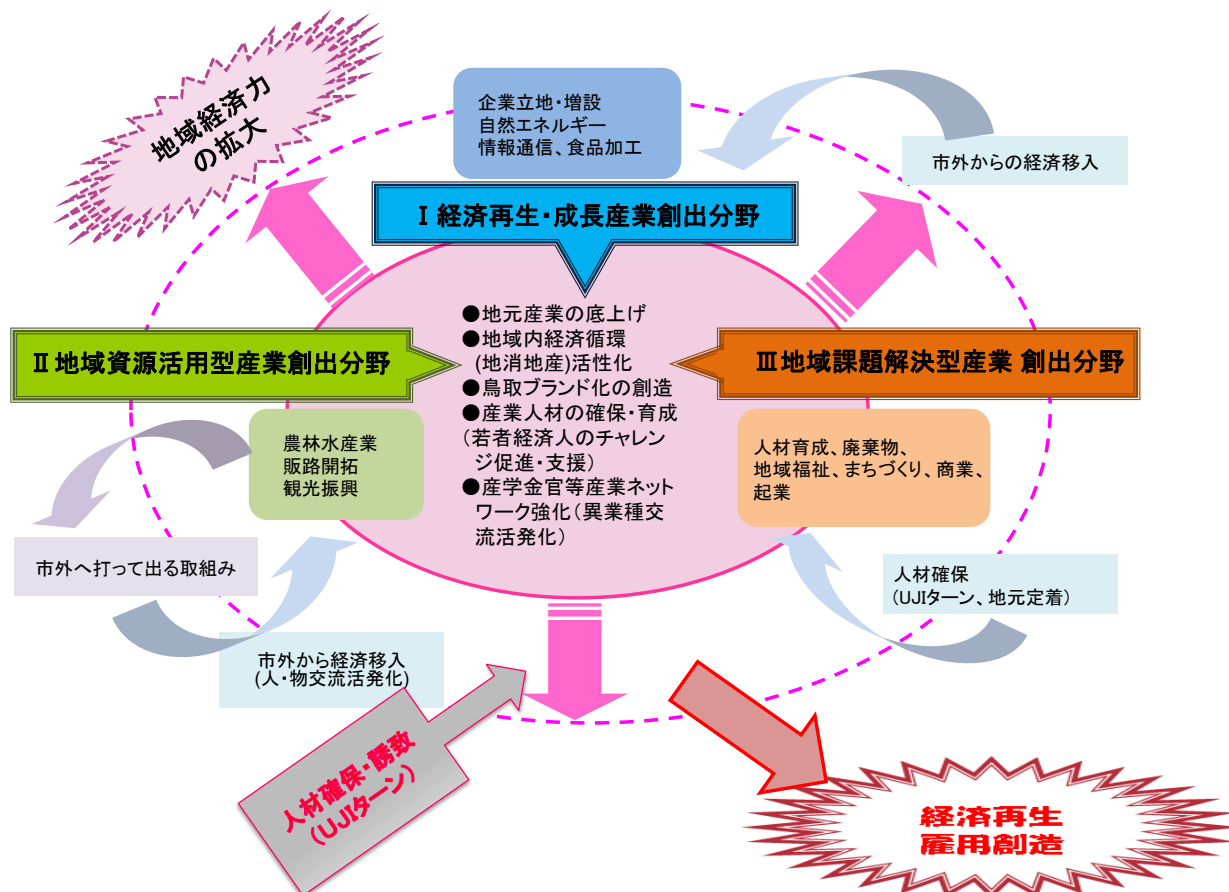 地域経済力
の拡大
企業立地・増設
自然エネルギー
情報通信、食品加工
市外からの経済移入
Ⅰ 経済再生・成長産業創出分野
Ⅱ 地域資源活用型産業創出分野
Ⅲ地域課題解決型産業 創出分野
●地元産業の底上げ
●地域内経済循環
(地消地産)活性化
●鳥取ブランド化の創造
●産業人材の確保・育成
(若者経済人のチャレン
ジ促進・支援)
●産学金官等産業ネット
ワーク強化(異業種交
流活発化)
農林水産業
販路開拓
観光振興
人材育成、廃棄物、
地域福祉、まちづくり、商業、
起業
市外へ打って出る取組み
人材確保
(UJIターン、地元定着)
市外から経済移入
(人・物交流活発化)
人材確保・誘致
(UJIターン)
経済再生
雇用創造